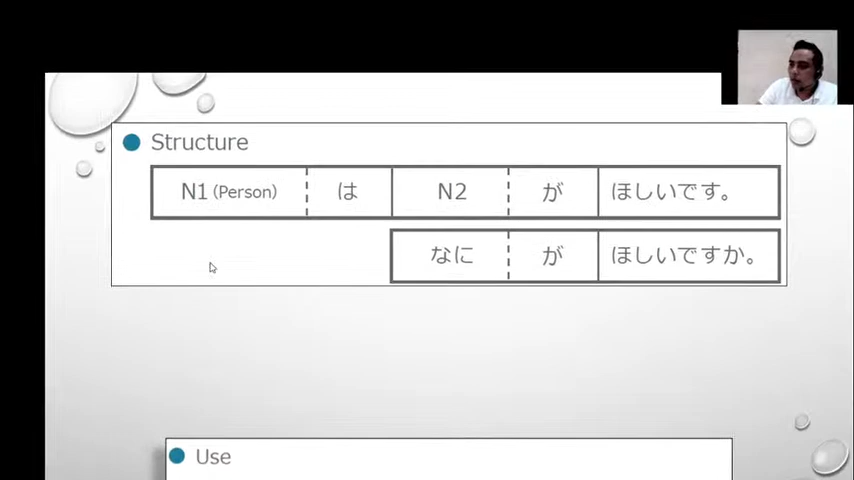 Structure
N1 (Person) は N2 が ほしいです。
なに が ほしいですか。
Use